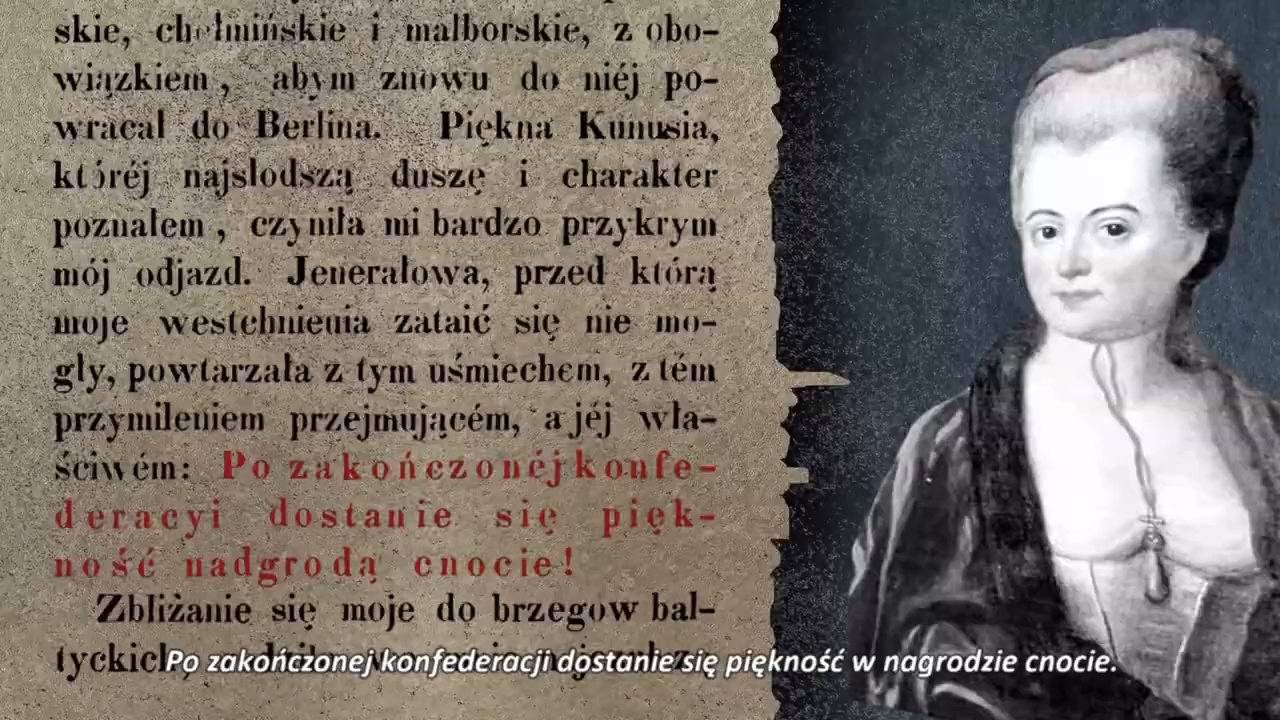 skie, chełmińskie i malborskie, z obo-
wiązkiem, abym znowu do niéj po-
wracał do Berlina. Piękna Kunusia,
któréj najsłodszą duszę i charakter
poznałem, czyniła mi bardzo przykrym
mój odjazd. Jenerałowa, przed którą
moje westchnienia zataić się nie mo-
gły, powtarzała z tym uśmiechem, z tém
przymileniem przejmującém, a jéj wła-
ściwém: Po zakończonéj konfe-
deracyi dostanie się pięk-
ność nadgrodą cnocie!
Zbliżanie się moje do brzegow bal-
tyckich,
Po zakończonej konfederacji dostanie się piękność w nagrodzie cnocie.